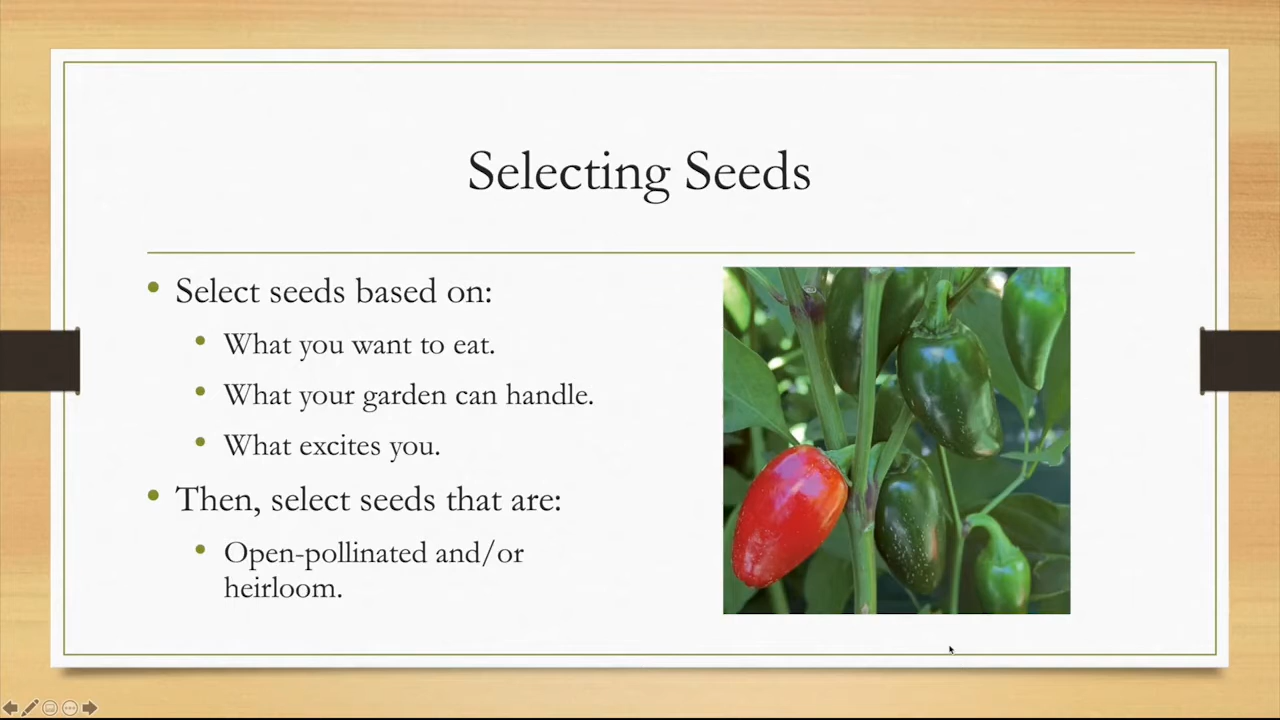 Selecting Seeds
Select seeds based on:
What you want to eat.
What your garden can handle.
What excites you.
Then, select seeds that are:
Open-pollinated and/or
heirloom.